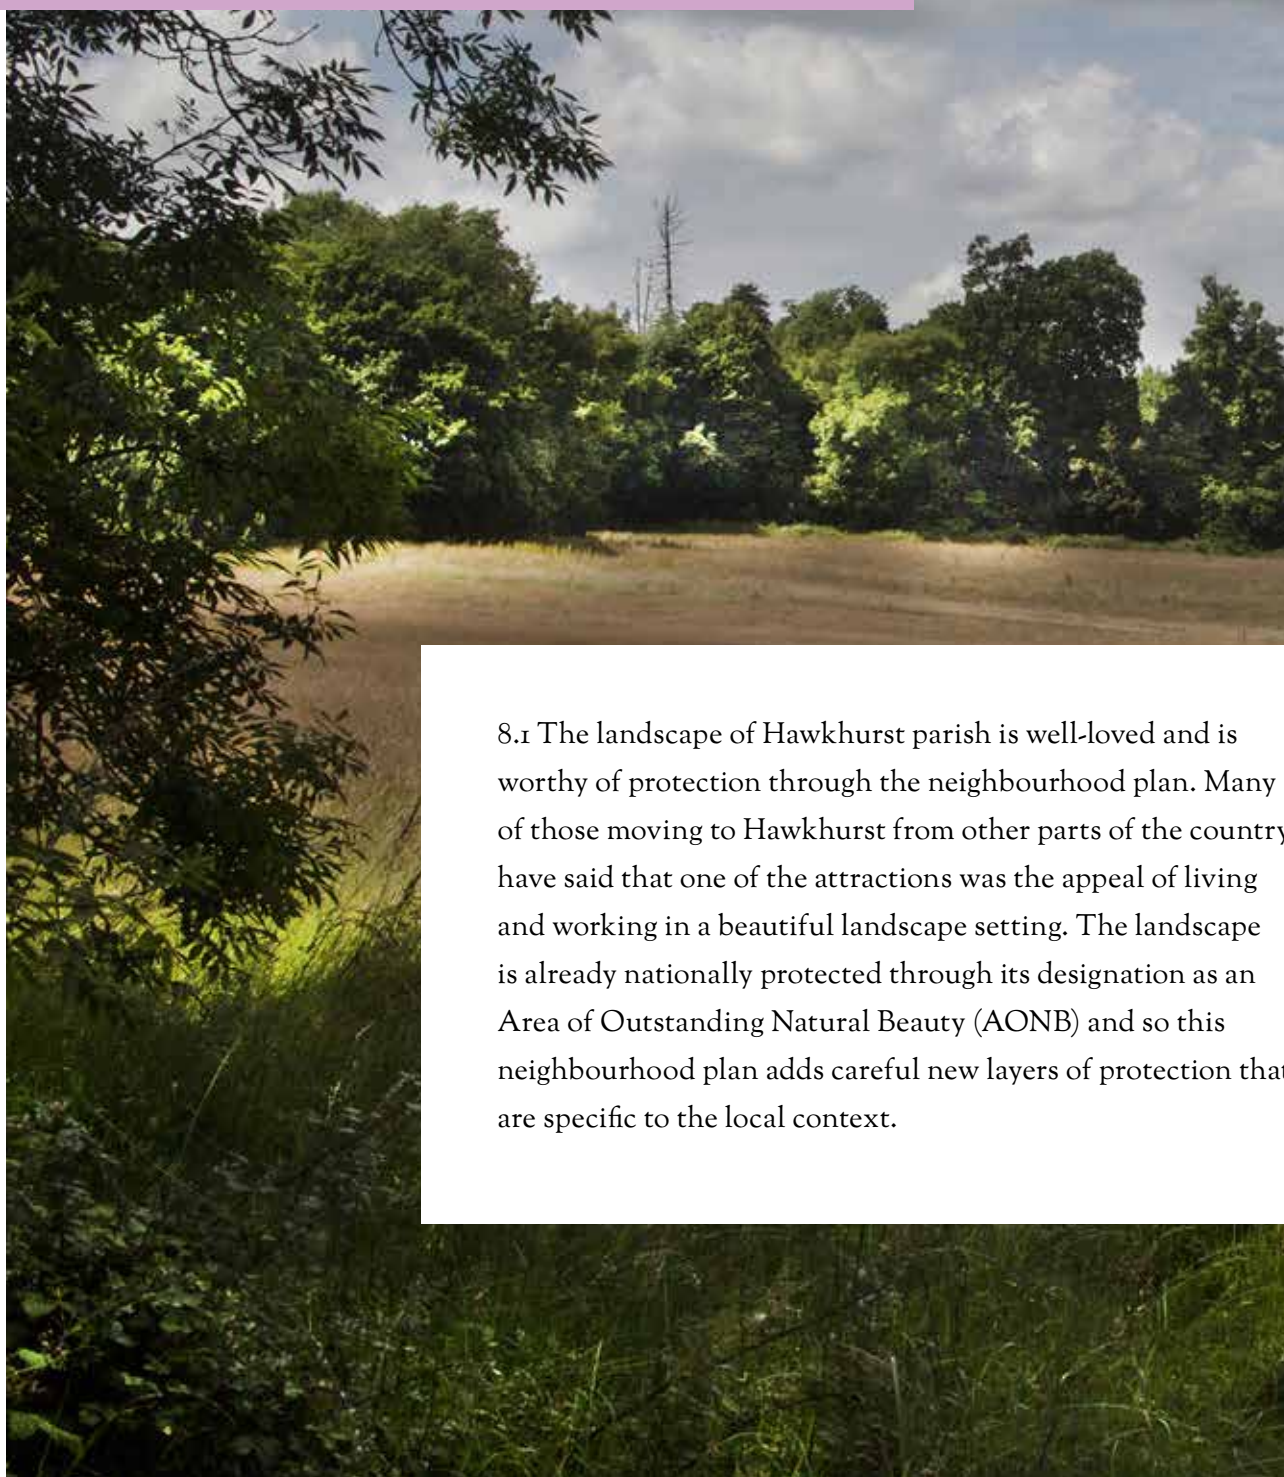 8.1 The landscape of Hawkhurst parish is well-loved and is
worthy of protection through the neighbourhood plan. Many
of those moving to Hawkhurst from other parts of the country
have said that one of the attractions was the appeal of living
and working in a beautiful landscape setting. The landscape
is already nationally protected through its designation as an
Area of Outstanding Natural Beauty (AONB) and so this
neighbourhood plan adds careful new layers of protection that
are specific to the local context.